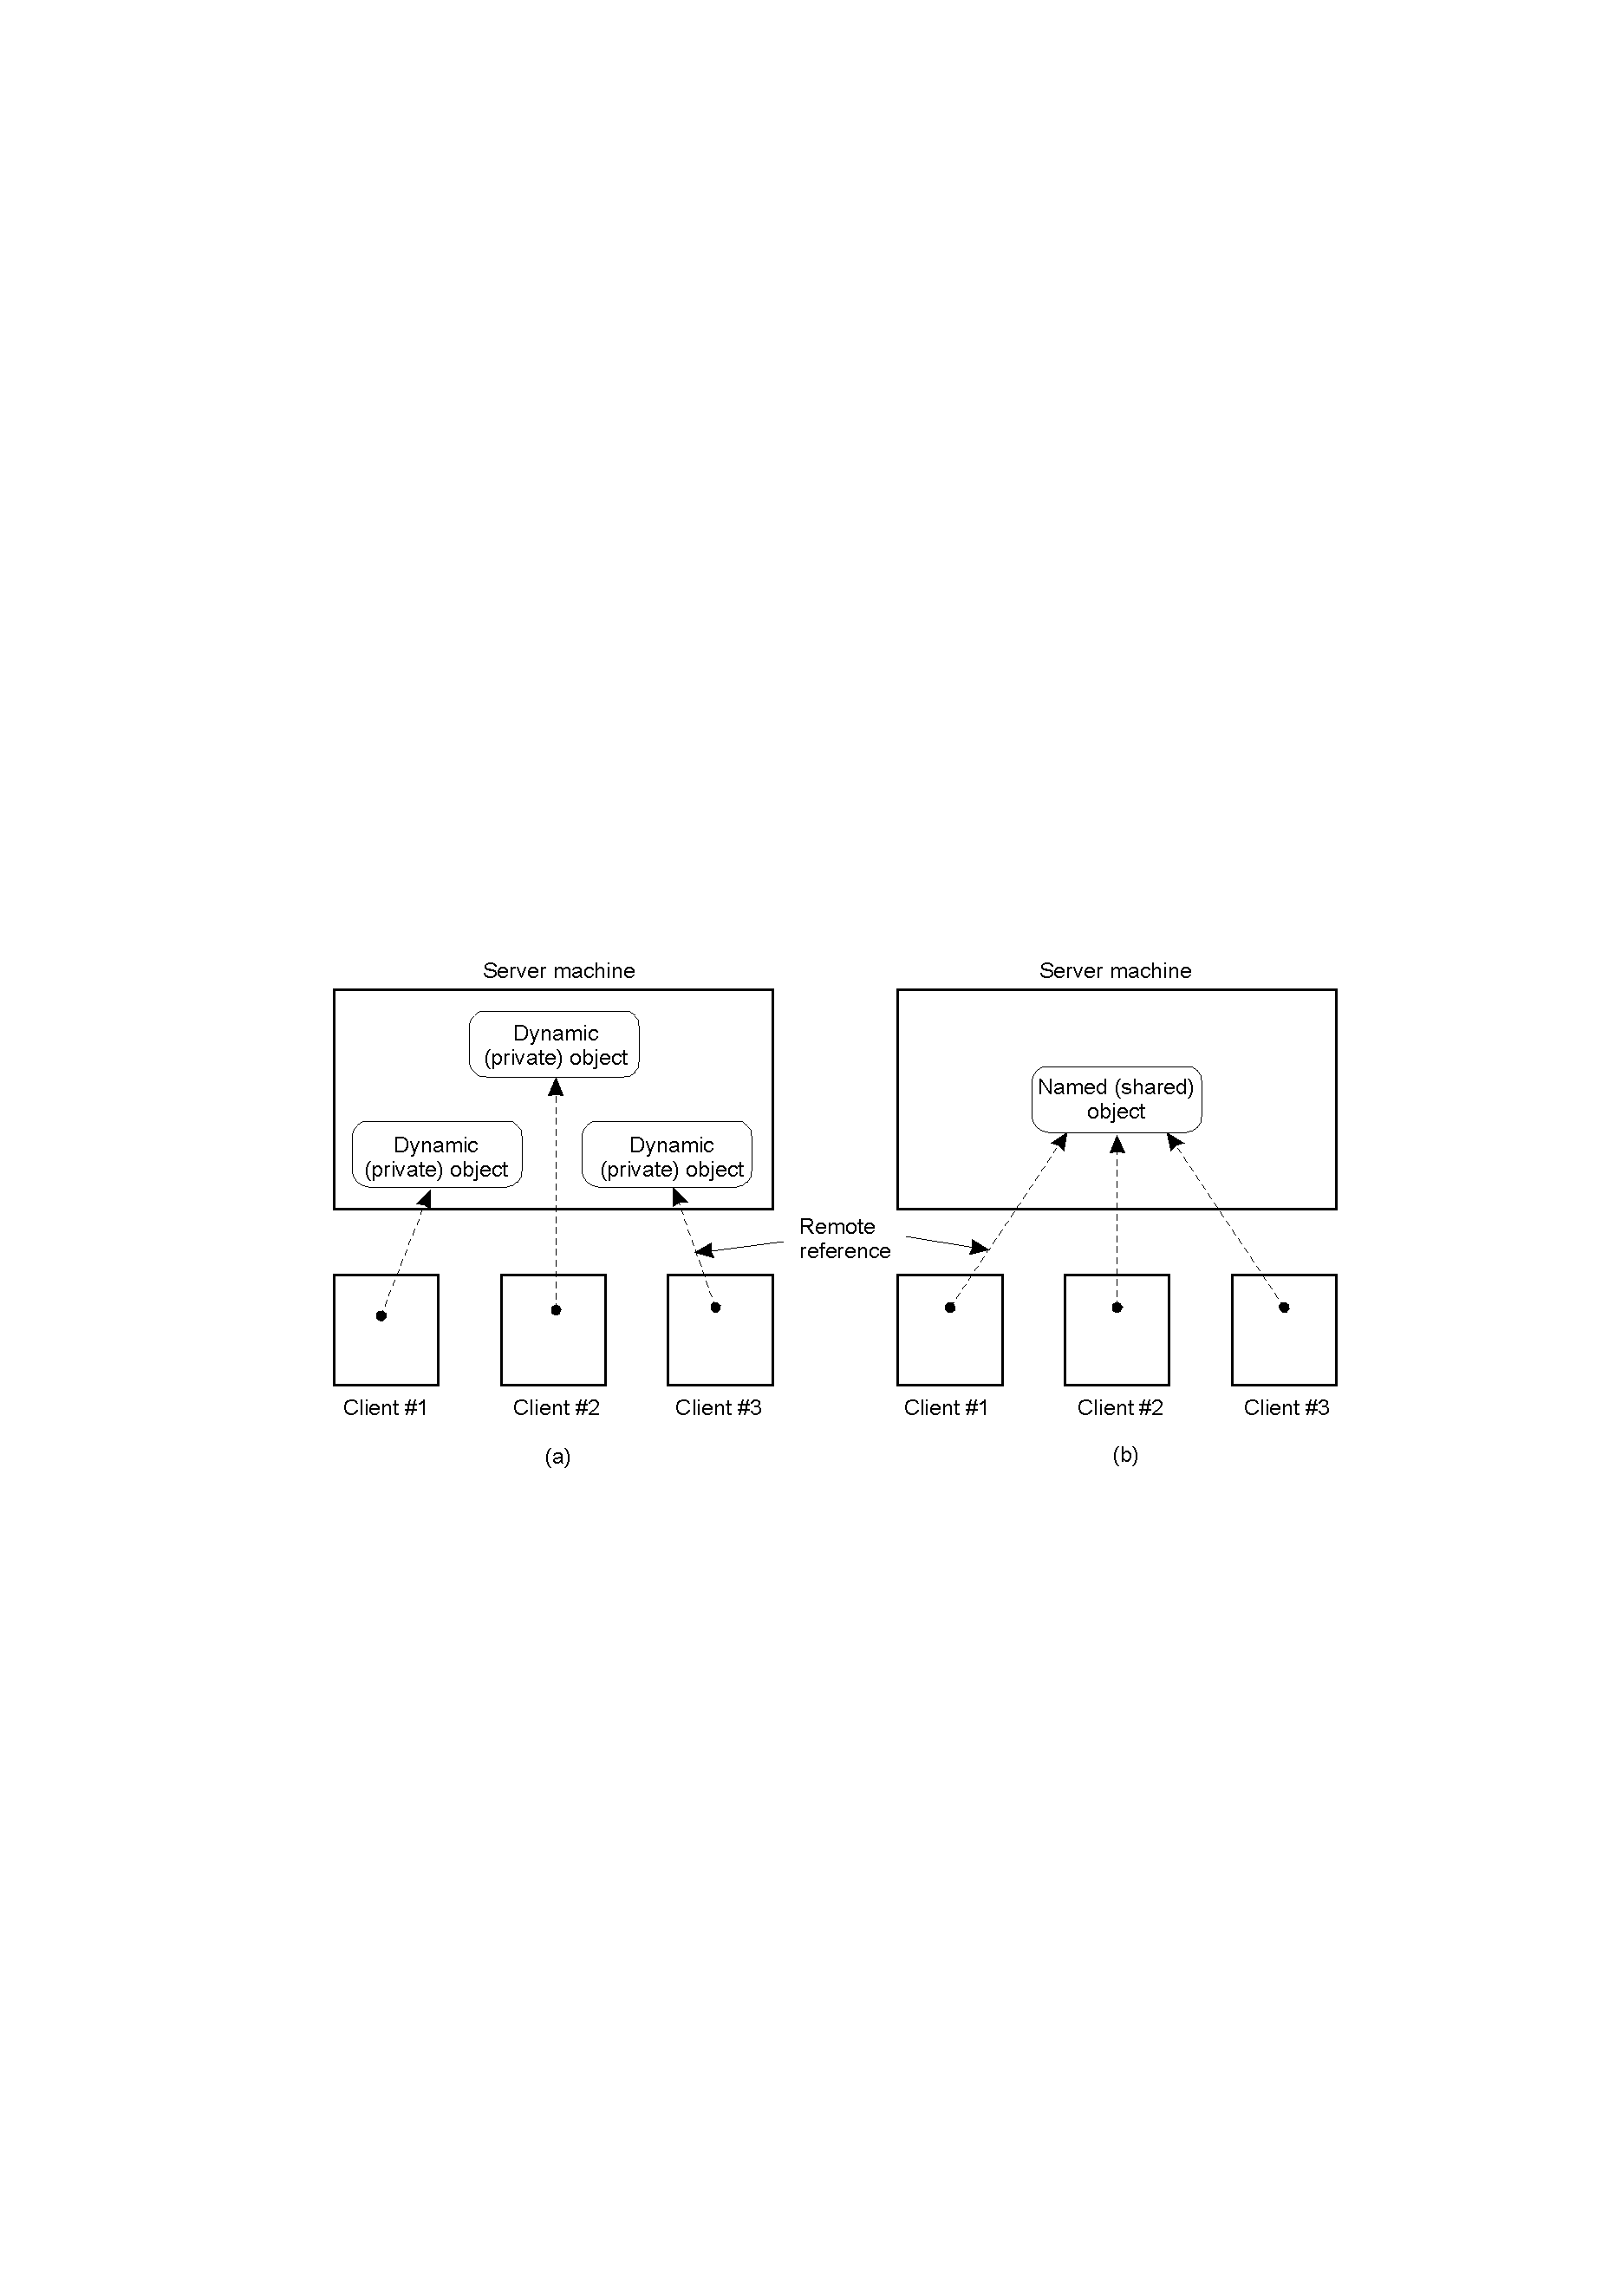 Server machine
Dynamic
(private) object
Dynamic
(private) object
Dynamic
(private) object
Client #1
Client #2
Client #3
(a)
Remote
reference
Server machine
Named (shared)
object
Client #1
Client #2
Client #3
(b)